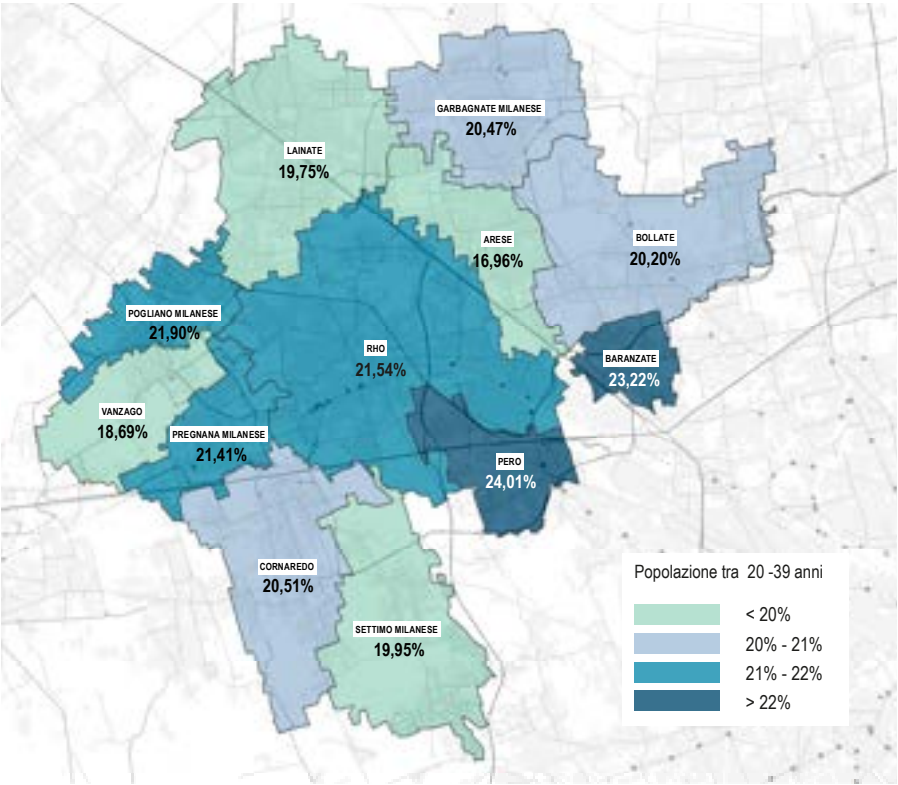 GARBAGNATE MILANESE
20,47%
LAINATE
19,75%
ARESE
16,96%
BOLLATE
20,20%
POGLIANO MILANESE
21,90%
RHO
21,54%
BARANZATE
23,22%
VANZAGO
18,69%
PREGNANA MILANESE
21,41%
PERO
24,01%
CORNAREDO
20,51%
SETTIMO MILANESE
19,95%
Popolazione tra 20 -39 anni
< 20%
20% - 21%
21% - 22%
> 22%